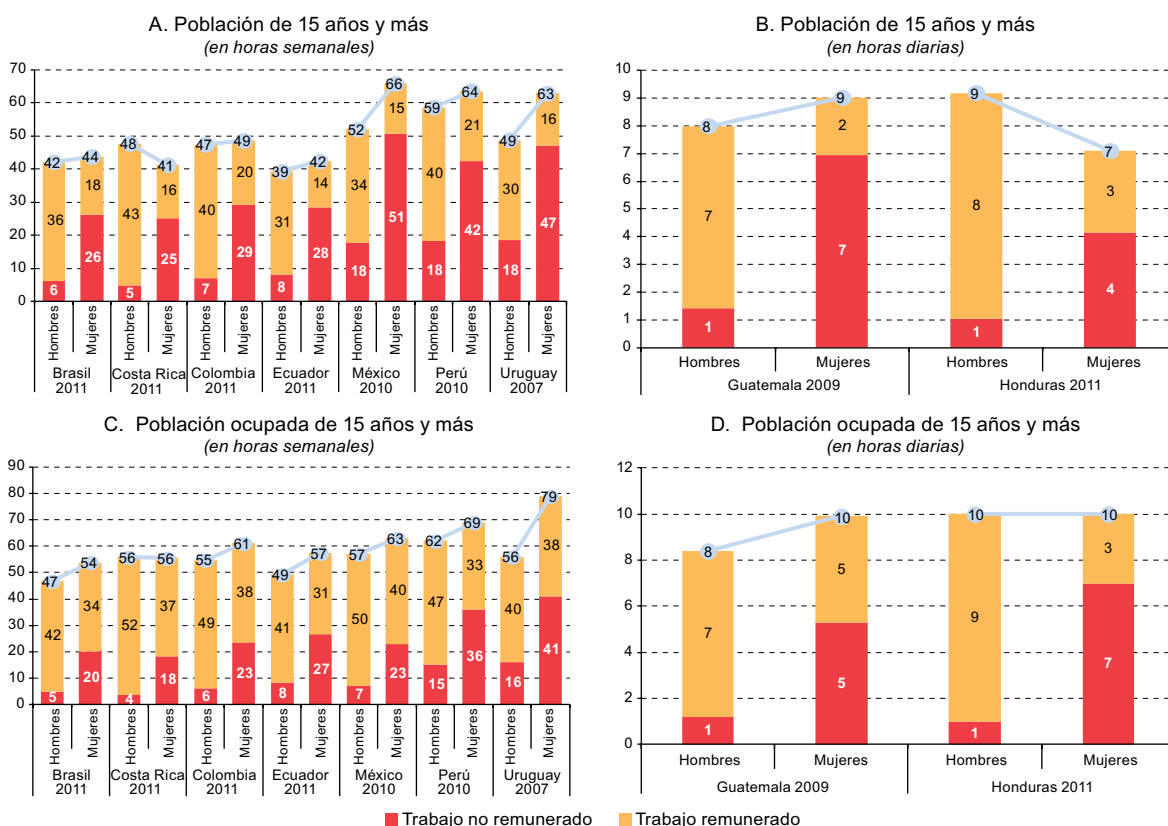 A. Población de 15 años y más
(en horas semanales)
70
60
50
40
30
20
10
0
42 44 48 41 47 49 39 42 52 66 59 64 49 63
36 18 43 16 40 20 31 14 34 15 40 21 30 16
6 26 5 25 7 29 8 28 18 51 18 42 18 47
Hombres Mujeres Hombres Mujeres Hombres Mujeres Hombres Mujeres Hombres Mujeres Hombres Mujeres Hombres Mujeres
Brasil Costa Rica Colombia Ecuador México Perú Uruguay
2011 2011 2011 2011 2010 2010 2007
B. Población de 15 años y más
(en horas diarias)
10
9
8
7
6
5
4
3
2
1
0
8 9 9 7
7 2 8 3
1 7 1 4
Hombres Mujeres Hombres Mujeres
Guatemala 2009 Honduras 2011
C. Población ocupada de 15 años y más
(en horas semanales)
90
80
70
60
50
40
30
20
10
0
47 54 56 56 55 61 49 57 57 63 62 69 56 79
42 34 52 37 49 38 41 31 50 40 47 33 40 38
5 20 4 18 6 23 8 27 7 23 15 36 16 41
Hombres Mujeres Hombres Mujeres Hombres Mujeres Hombres Mujeres Hombres Mujeres Hombres Mujeres Hombres Mujeres
Brasil Costa Rica Colombia Ecuador México Perú Uruguay
2011 2011 2011 2011 2010 2010 2007
D. Población ocupada de 15 años y más
(en horas diarias)
12
10
8
6
4
2
0
8 10 10 10
7 5 9 3
1 5 1 7
Hombres Mujeres Hombres Mujeres
Guatemala 2009 Honduras 2011
Trabajo no remunerado Trabajo remunerado